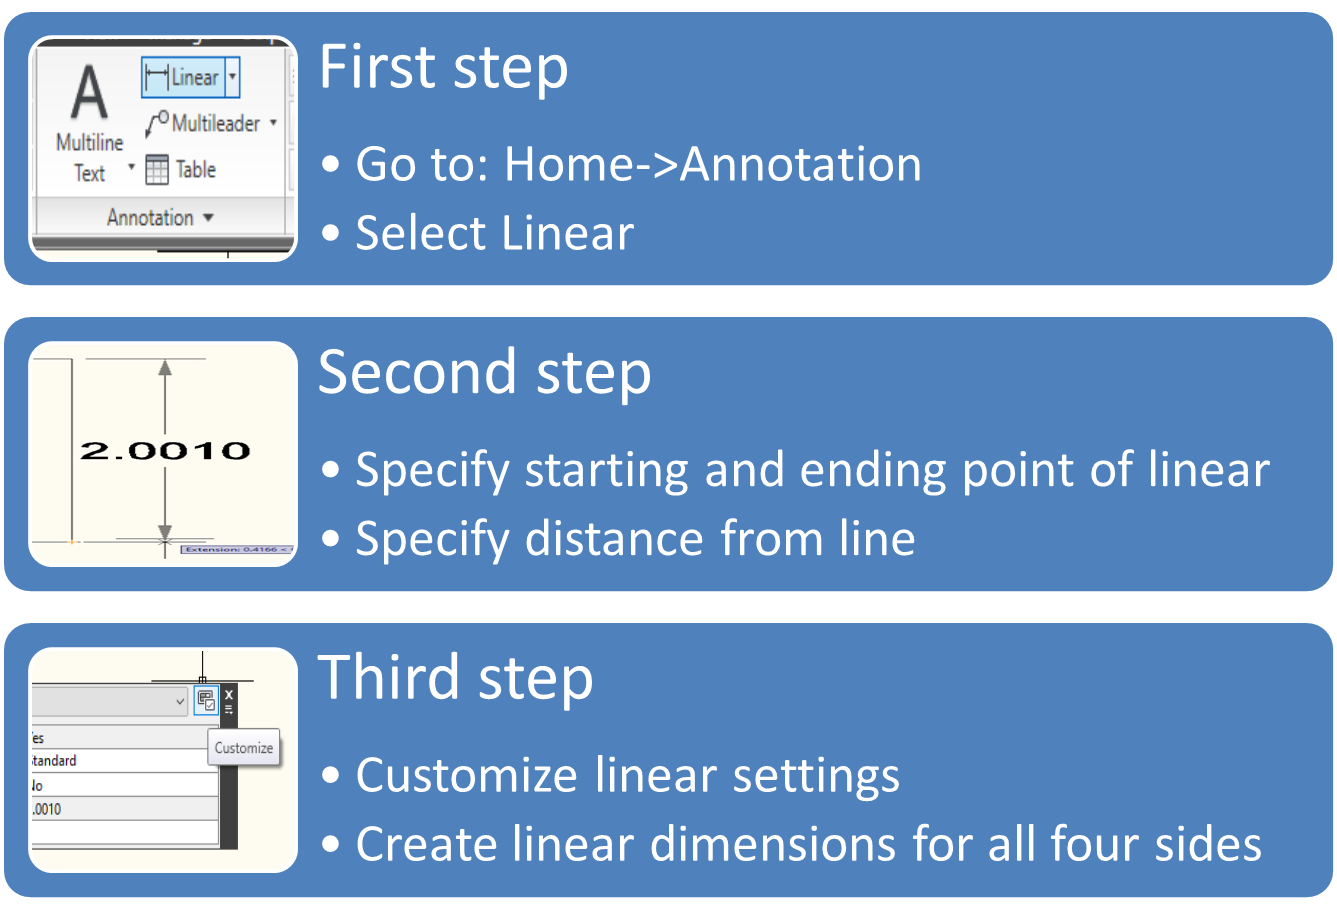 First step
• Go to: Home->Annotation
• Select Linear
A
Linear
Multiline
Text
Multileader
Table
Annotation
Second step
• Specify starting and ending point of linear
• Specify distance from line
2.0010
Extension: 0.4166 <
Third step
• Customize linear settings
• Create linear dimensions for all four sides
X
Customize
es
tandard
No
.0010